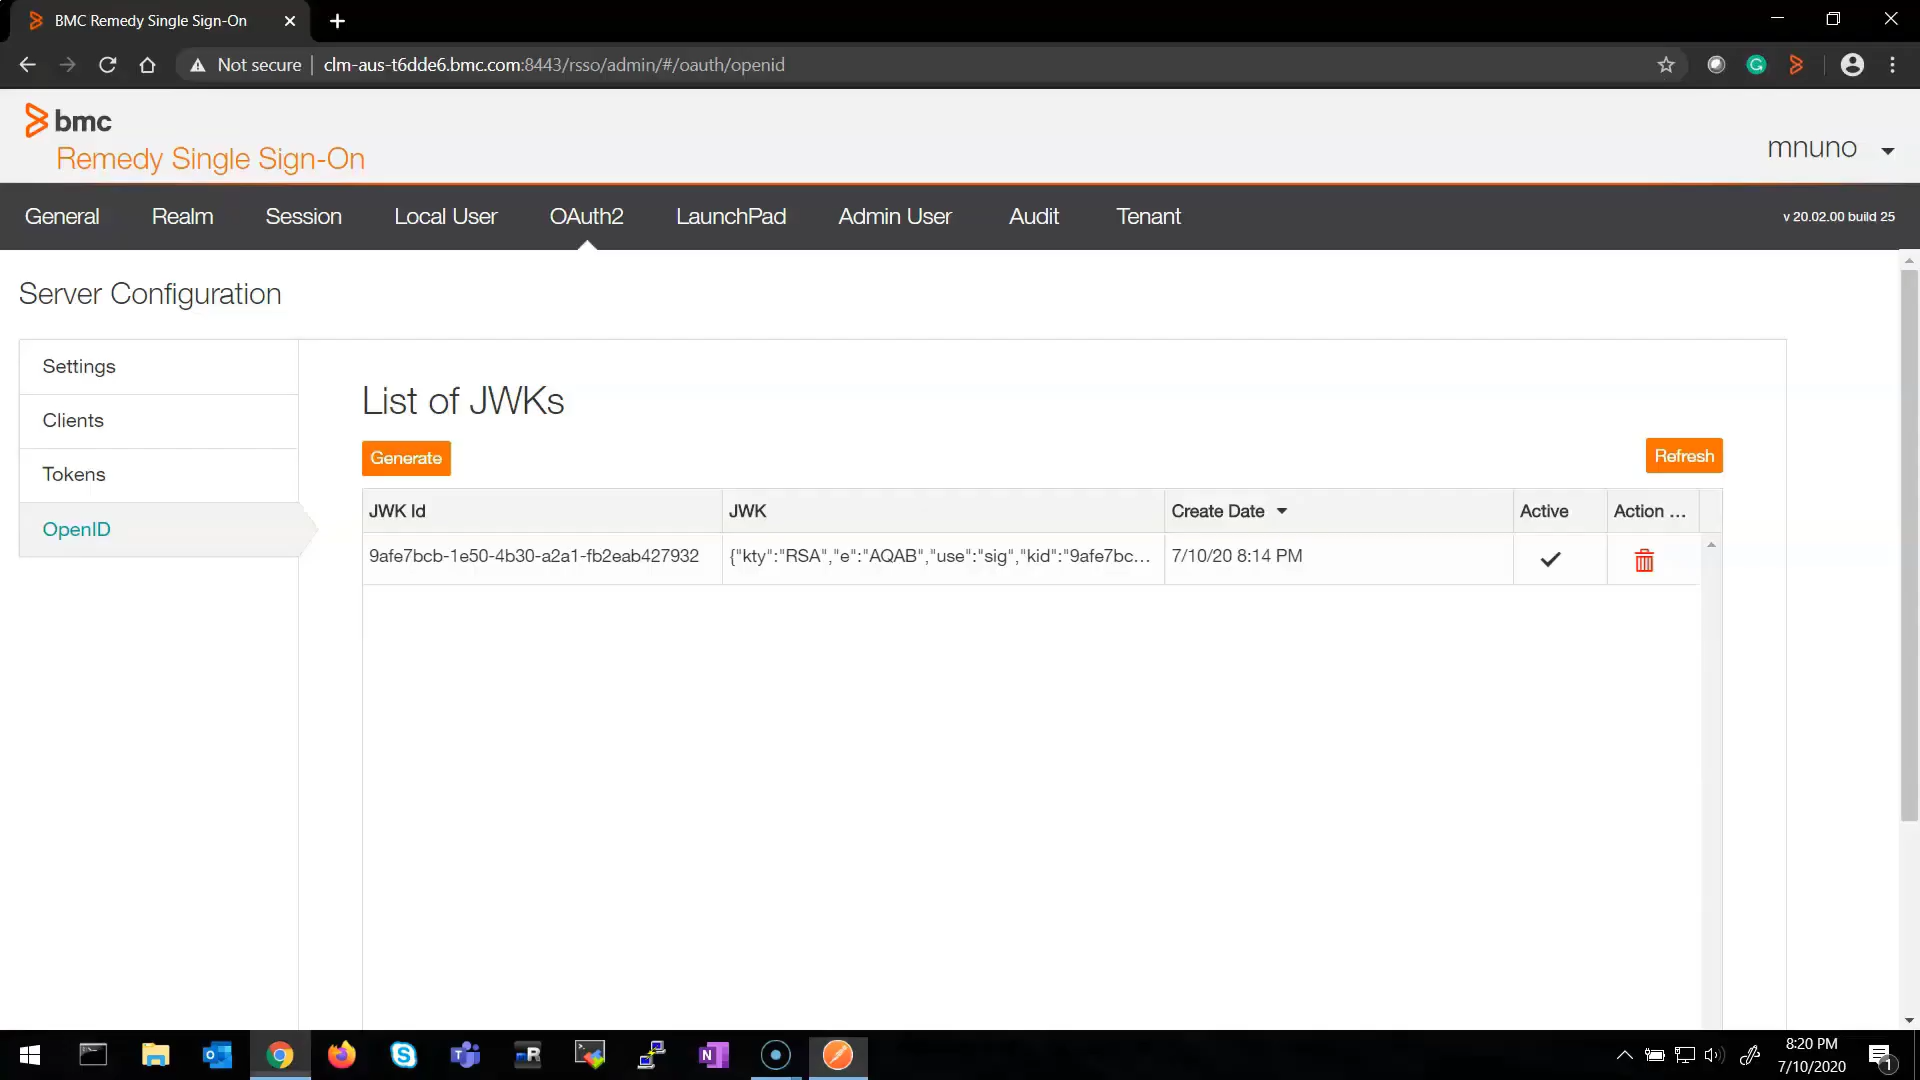 BMC Remedy Single Sign-On
Not secure
clm-aus-t6dde6.bmc.com:8443/rsso/admin/#/oauth/openid
bmc
Remedy Single Sign-On
mnuno
General Realm Session Local User OAuth2 LaunchPad Admin User Audit Tenant v 20.02.00 build 25
Server Configuration
Settings
Clients
Tokens
OpenID
List of JWKs
Generate
Refresh
JWK Id JWK Create Date Active Action ...
9afe7bcb-1e50-4b30-a2a1-fb2eab427932 {"kty":"RSA","e":"AQAB","use":"sig","kid":"9afe7bc... 7/10/20 8:14 PM
8:20 PM
7/10/2020
1